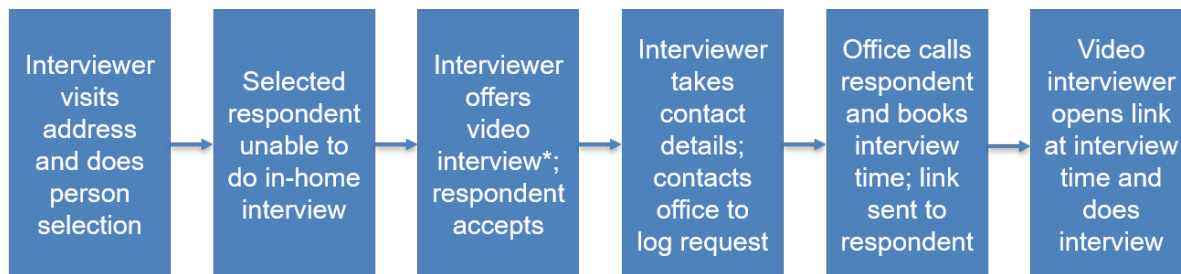 Interviewer
visits
address
and does
person
selection
Selected
respondent
unable to
do in-home
interview
Interviewer
offers
video
interview*;
respondent
accepts
Interviewer
takes
contact
details;
contacts
office to
log request
Office calls
respondent
and books
interview
time; link
sent to
respondent
Video
interviewer
opens link
at interview
time and
does
interview